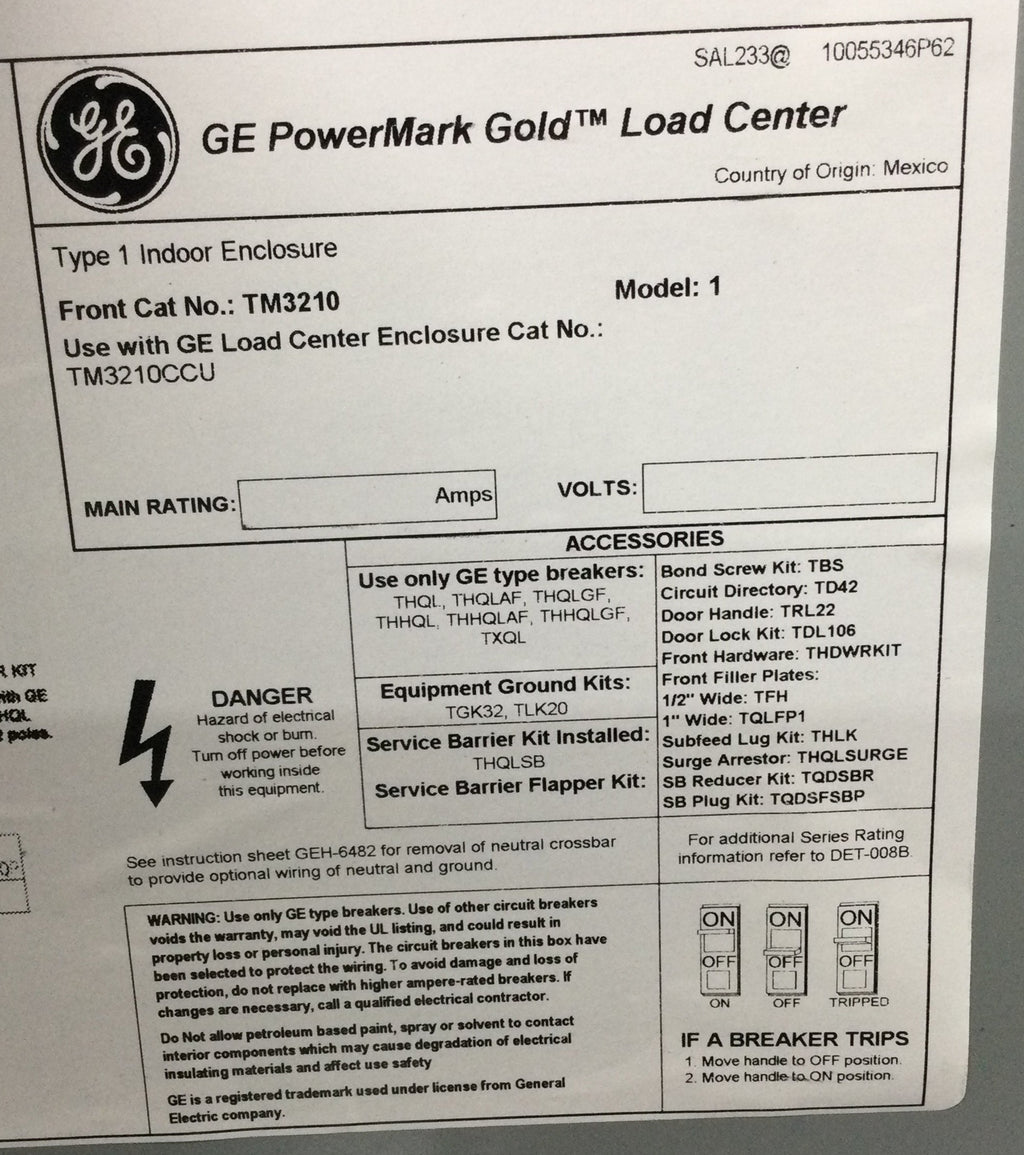 SAL233@ 10055346P62
GE
GE PowerMark Gold™ Load Center
Country of Origin: Mexico
Type 1 Indoor Enclosure
Front Cat No.: TM3210 Model: 1
Use with GE Load Center Enclosure Cat No.:
TM3210CCU
MAIN RATING: Amps VOLTS:
ACCESSORIES
Use only GE type breakers:
THQL, THQLAF, THQLGF,
THHQL, THHQLAF, THHQLGF,
TXQL
Equipment Ground Kits:
TGK32, TLK20
Service Barrier Kit Installed:
THQLSB
Service Barrier Flapper Kit:
Bond Screw Kit: TBS
Circuit Directory: TD42
Door Handle: TRL22
Door Lock Kit: TDL106
Front Hardware: THDWRKIT
Front Filler Plates:
1/2" Wide: TFH
1" Wide: TQLFP1
Subfeed Lug Kit: THLK
Surge Arrestor: THQLSURGE
SB Reducer Kit: TQDSBR
SB Plug Kit: TQDSFSBP
KIT
with GE
poles.
DANGER
Hazard of electrical
shock or burn.
Turn off power before
working inside
this equipment.
See instruction sheet GEH-6482 for removal of neutral crossbar
to provide optional wiring of neutral and ground.
For additional Series Rating
information refer to DET-008B.
WARNING: Use only GE type breakers. Use of other circuit breakers
voids the warranty, may void the UL listing, and could result in
property loss or personal injury. The circuit breakers in this box have
been selected to protect the wiring. To avoid damage and loss of
protection, do not replace with higher ampere-rated breakers. If
changes are necessary, call a qualified electrical contractor.
Do Not allow petroleum based paint, spray or solvent to contact
interior components which may cause degradation of electrical
insulating materials and affect use safety
GE is a registered trademark used under license from General
Electric company.
ON ON ON
OFF OFF OFF
ON OFF TRIPPED
IF A BREAKER TRIPS
1. Move handle to OFF position.
2. Move handle to ON position.